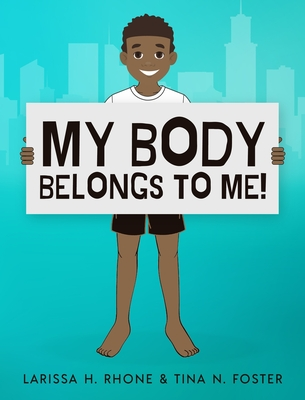 MY BODY
BELONGS TO ME!
LARISSA H. RHONE & TINA N. FOSTER